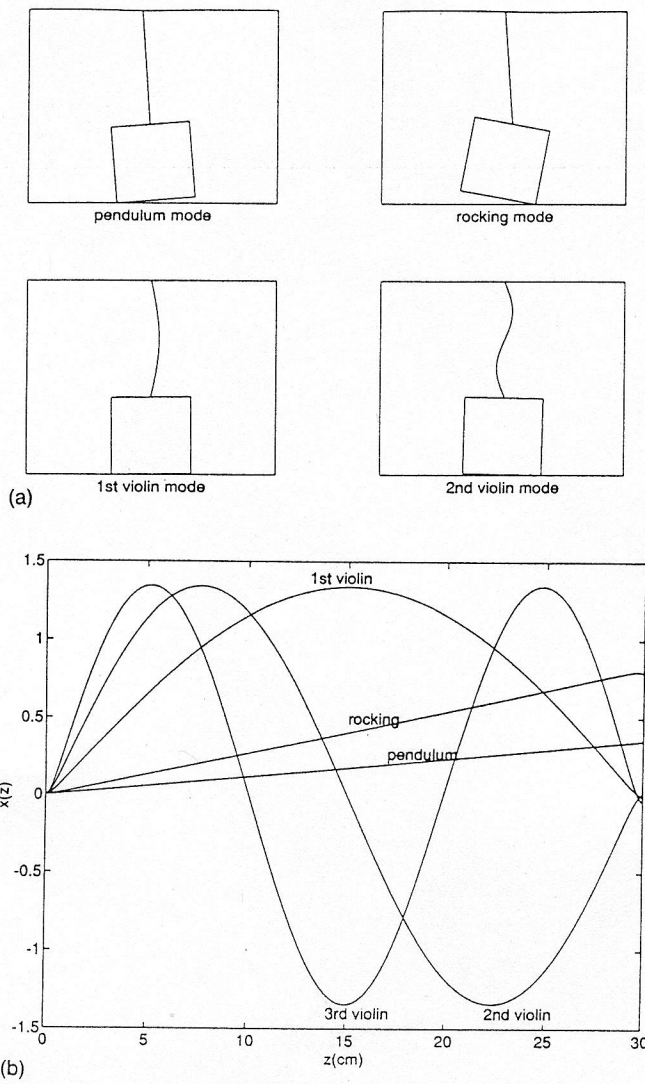 pendulum mode
rocking mode
1st violin mode
2nd violin mode
(a)
1.5
1
0.5
0
-0.5
-1
-1.5
x(z)
1st violin
rocking
pendulum
3rd violin
2nd violin
0
5
10
15
20
25
30
z(cm)
(b)